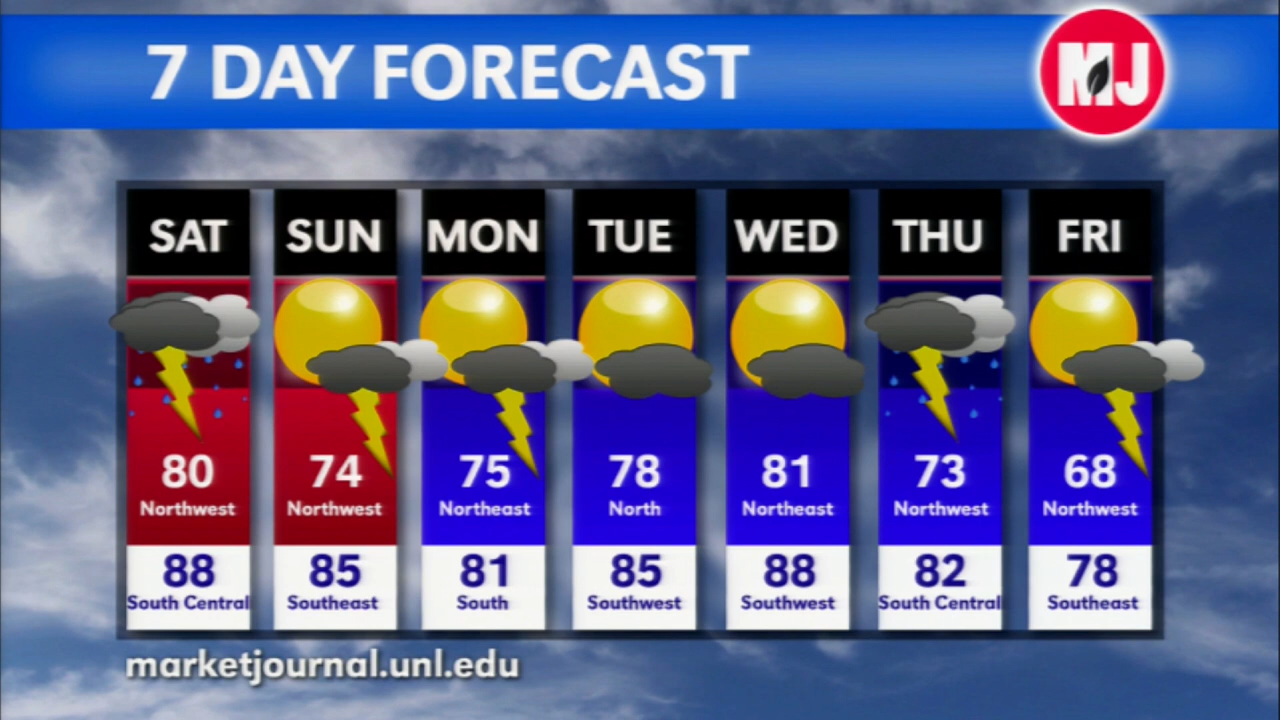 7 DAY FORECAST
MJ
SAT SUN MON TUE WED THU FRI
80 74 75 78 81 73 68
Northwest Northwest Northeast North Northeast Northwest Northwest
88 85 81 85 88 82 78
South Central Southeast South Southwest Southwest South Central Southeast
marketjournal.unl.edu